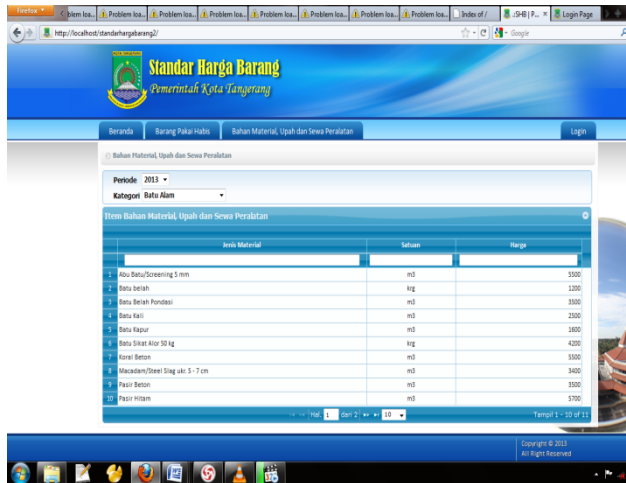 Firefox
blem loa...
Problem loa...
Problem loa...
Problem loa...
Problem loa...
Problem loa...
Problem loa...
Problem loa...
Index of /
.:SHB | P...
Login Page
http://localhost/standarhargabarang2/
Google
Standar Harga Barang
Pemerintah Kota Tangerang
Beranda Barang Pakai Habis Bahan Material, Upah dan Sewa Peralatan Login
Bahan Material, Upah dan Sewa Peralatan
Periode 2013
Kategori Batu Alam
Item Bahan Material, Upah dan Sewa Peralatan
Jenis Material Satuan Harga
1 Abu Batu/Screening 5 mm m3 5500
2 Batu belah krg 1200
3 Batu Belah Pondasi m3 3500
4 Batu Kali m3 2500
5 Batu Kapur m3 1600
6 Batu Sikat Alor 50 kg krg 4200
7 Koral Beton m3 5500
8 Macadam/Steel Slag ukr. 5 - 7 cm m3 3400
9 Pasir Beton m3 3500
10 Pasir Hitam m3 5700
Hal. 1 dari 2 10 Tampil 1 - 10 of 11
Copyright © 2013
All Right Reserved